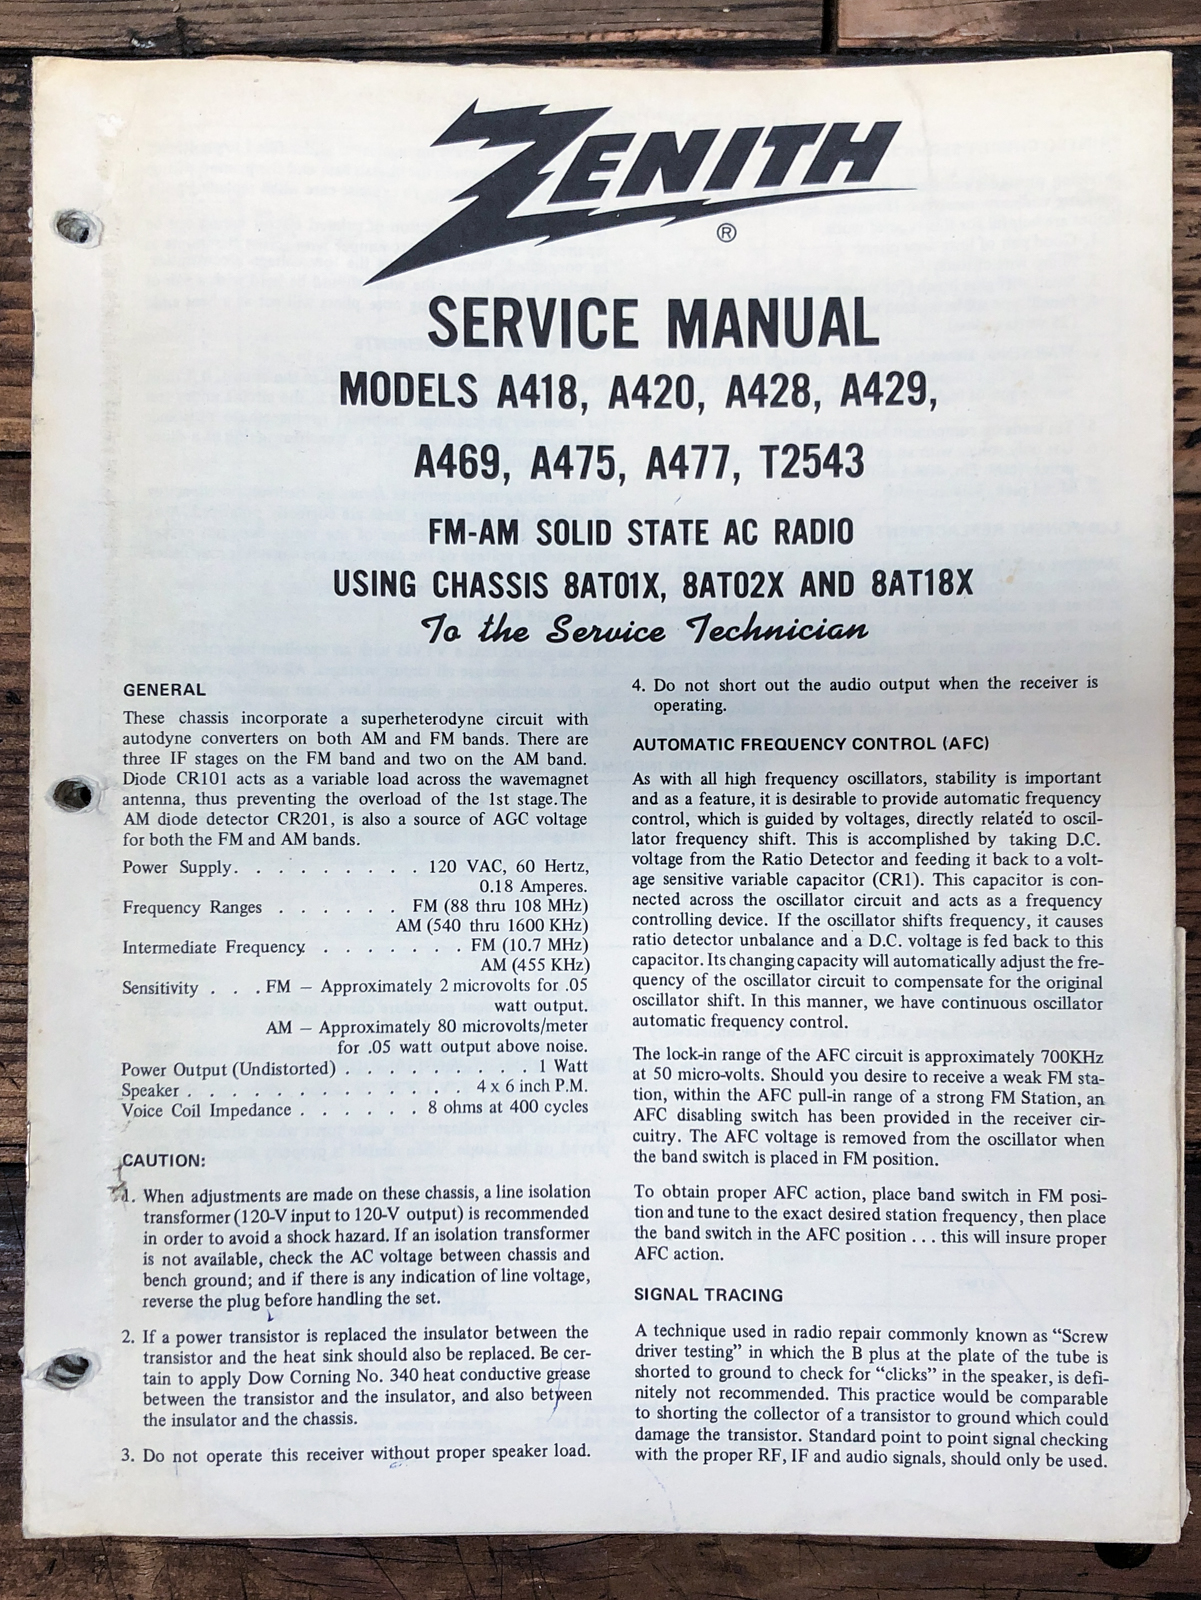 ZENITH
®
SERVICE MANUAL
MODELS A418, A420, A428, A429,
A469, A475, A477, T2543
FM-AM SOLID STATE AC RADIO
USING CHASSIS 8AT01X, 8AT02X AND 8AT18X
To the Service Technician
GENERAL
These chassis incorporate a superheterodyne circuit with
autodyne converters on both AM and FM bands. There are
three IF stages on the FM band and two on the AM band.
Diode CR101 acts as a variable load across the wavemagnet
antenna, thus preventing the overload of the 1st stage.The
AM diode detector CR201, is also a source of AGC voltage
for both the FM and AM bands.
Power Supply. . . . . . . . . . 120 VAC, 60 Hertz,
0.18 Amperes.
Frequency Ranges . . . . . . FM (88 thru 108 MHz)
AM (540 thru 1600 KHz)
Intermediate Frequency . . . . . . . FM (10.7 MHz)
AM (455 KHz)
Sensitivity . . . FM — Approximately 2 microvolts for .05
watt output.
AM — Approximately 80 microvolts/meter
for .05 watt output above noise.
Power Output (Undistorted) . . . . . . . . . 1 Watt
Speaker . . . . . . . . . . . . . 4 x 6 inch P.M.
Voice Coil Impedance . . . . . . 8 ohms at 400 cycles
CAUTION:
1. When adjustments are made on these chassis, a line isolation
transformer (120-V input to 120-V output) is recommended
in order to avoid a shock hazard. If an isolation transformer
is not available, check the AC voltage between chassis and
bench ground; and if there is any indication of line voltage,
reverse the plug before handling the set.
2. If a power transistor is replaced the insulator between the
transistor and the heat sink should also be replaced. Be cer-
tain to apply Dow Corning No. 340 heat conductive grease
between the transistor and the insulator, and also between
the insulator and the chassis.
3. Do not operate this receiver without proper speaker load.
4. Do not short out the audio output when the receiver is
operating.
AUTOMATIC FREQUENCY CONTROL (AFC)
As with all high frequency oscillators, stability is important
and as a feature, it is desirable to provide automatic frequency
control, which is guided by voltages, directly related to oscil-
lator frequency shift. This is accomplished by taking D.C.
voltage from the Ratio Detector and feeding it back to a volt-
age sensitive variable capacitor (CR1). This capacitor is con-
nected across the oscillator circuit and acts as a frequency
controlling device. If the oscillator shifts frequency, it causes
ratio detector unbalance and a D.C. voltage is fed back to this
capacitor. Its changing capacity will automatically adjust the fre-
quency of the oscillator circuit to compensate for the original
oscillator shift. In this manner, we have continuous oscillator
automatic frequency control.
The lock-in range of the AFC circuit is approximately 700KHz
at 50 micro-volts. Should you desire to receive a weak FM sta-
tion, within the AFC pull-in range of a strong FM Station, an
AFC disabling switch has been provided in the receiver cir-
cuitry. The AFC voltage is removed from the oscillator when
the band switch is placed in FM position.
To obtain proper AFC action, place band switch in FM posi-
tion and tune to the exact desired station frequency, then place
the band switch in the AFC position . . . this will insure proper
AFC action.
SIGNAL TRACING
A technique used in radio repair commonly known as “Screw
driver testing” in which the B plus at the plate of the tube is
shorted to ground to check for “clicks” in the speaker, is defi-
nitely not recommended. This practice would be comparable
to shorting the collector of a transistor to ground which could
damage the transistor. Standard point to point signal checking
with the proper RF, IF and audio signals, should only be used.